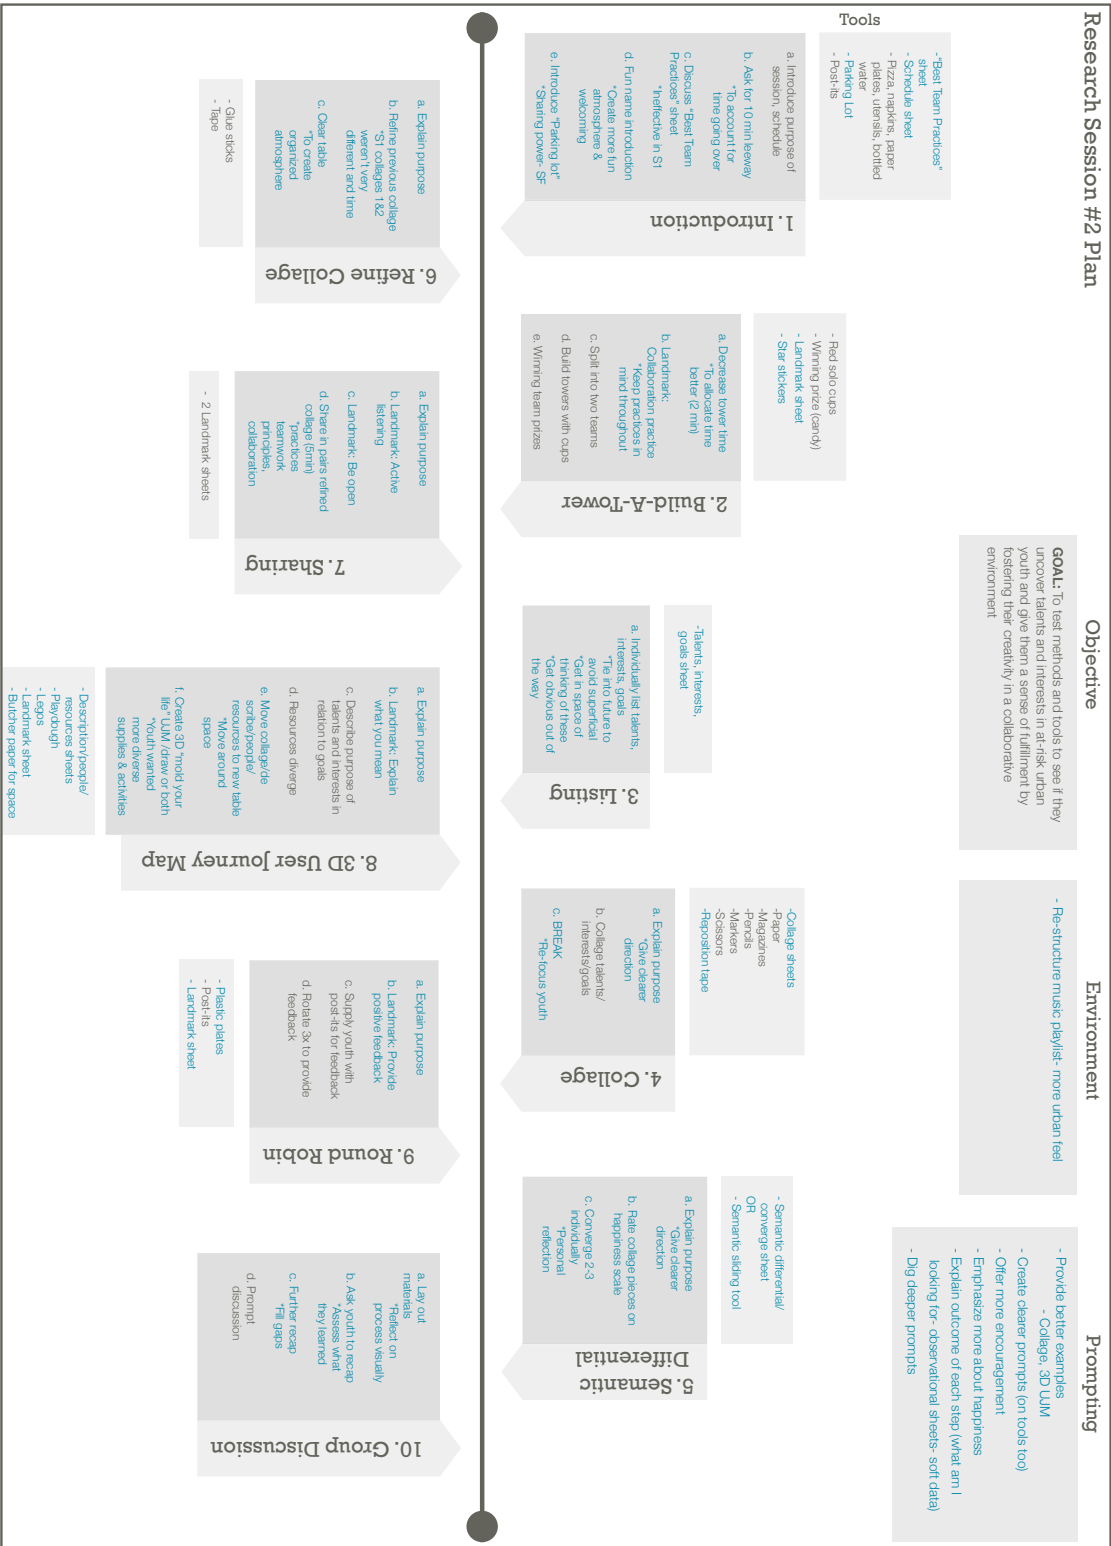 Research Session #2 Plan
Objective
GOAL: To test methods and tools to see if they
uncover talents and interests in at-risk urban
youth and give them a sense of fulfillment by
fostering their creativity in a collaborative
environment
Environment
- Re-structure music playlist- more urban feel
Prompting
- Provide better examples
- Collage, 3D UJM
- Create clearer prompts (on tools too)
- Offer more encouragement
- Emphasize more about happiness
- Explain outcome of each step (what am I
looking for- observational sheets- soft data)
- Dig deeper prompts
Tools
-"Best Team Practices"
sheet
- Schedule sheet
- Pizza, napkins, paper
plates, utensils, bottled
water
- Parking Lot
- Post-its
a. Introduce purpose of
session, schedule
b. Ask for 10 min leeway
*To account for
time going over
c. Discuss "Best Team
Practices" sheet
*Ineffective in S1
d. Fun name introduction
*Create more fun
atmosphere &
welcoming
e. Introduce "Parking lot"
*Sharing power- SF
1. Introduction
- Red solo cups
- Winning prize (candy)
- Landmark sheet
- Star stickers
a. Decrease tower time
*To allocate time
better (2 min)
b. Landmark:
Collaboration practice
*Keep practices in
mind throughout
c. Split into two teams
d. Build towers with cups
e. Winning team prizes
2. Build-A-Tower
-Talents, interests,
goals sheet
a. Individually list talents,
interests, goals
*Tie into future to
avoid superficial
*Get in space of
thinking of these
*Get obvious out of
the way
3. Listing
-Collage sheets
-Paper
-Magazines
-Pencils
-Markers
-Scissors
-Reposition tape
a. Explain purpose
*Give clearer
direction
b. Collage talents/
interests/goals
c. BREAK
*Re-focus youth
4. Collage
- Semantic differential/
converge sheet
OR
- Semantic sliding tool
a. Explain purpose
*Give clearer
direction
b. Rate collage pieces on
happiness scale
c. Converge 2-3
individually
*Personal
reflection
5. Semantic
Differential
6. Refine Collage
a. Explain purpose
b. Refine previous collage
*S1 collages 1&2
weren't very
different and time
c. Clear table
*To create
organized
atmosphere
- Glue sticks
- Tape
7. Sharing
a. Explain purpose
b. Landmark: Active
listening
c. Landmark: Be open
d. Share in pairs refined
collage (5min)
*practices
teamwork
principles,
collaboration
- 2 Landmark sheets
8. 3D User Journey Map
a. Explain purpose
b. Landmark: Explain
what you mean
c. Describe purpose of
talents and interests in
relation to goals
d. Resources diverge
e. Move collage/de
scribe/people/
resources to new table
*Move around
space
f. Create 3D "mold your
life" UJM /draw or both
*Youth wanted
more diverse
supplies & activities
- Description/people/
resources sheets
- Playdough
- Legos
- Landmark sheet
- Butcher paper for space
9. Round Robin
a. Explain purpose
b. Landmark: Provide
positive feedback
c. Supply youth with
post-its for feedback
d. Rotate 3x to provide
feedback
- Plastic plates
- Post-its
- Landmark sheet
10. Group Discussion
a. Lay out
materials
*Reflect on
process visually
b. Ask youth to recap
*Assess what
they learned
c. Further recap
*Fill gaps
d. Prompt
discussion